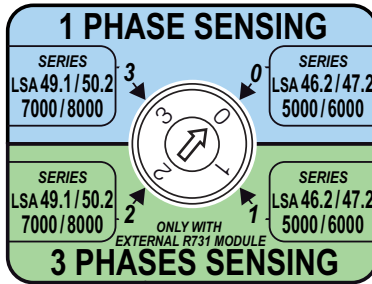 1 PHASE SENSING
SERIES
LSA 49.1/50.2
7000/8000
3
0
SERIES
LSA 46.2/47.2
5000/6000
3
0
2
1
SERIES
LSA 49.1/50.2
7000/8000
2
1
SERIES
LSA 46.2/47.2
5000/6000
ONLY WITH
EXTERNAL R731 MODULE
3 PHASES SENSING